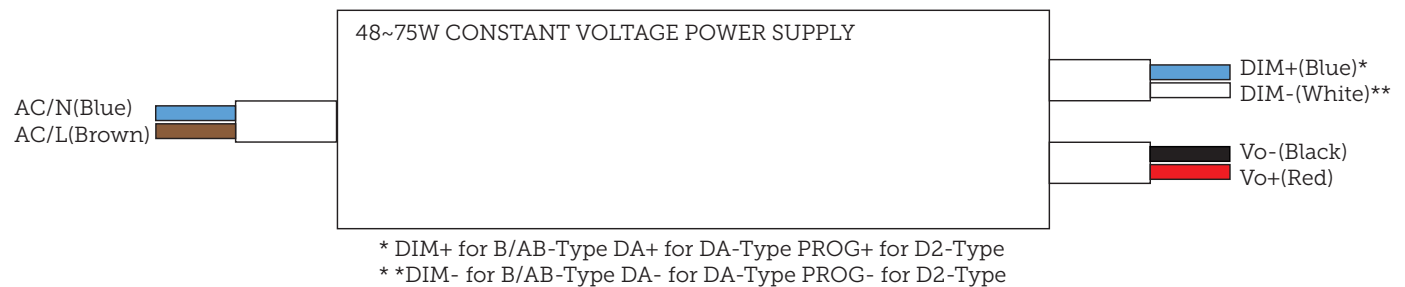 48~75W CONSTANT VOLTAGE POWER SUPPLY
AC/N(Blue)
AC/L(Brown)
DIM+(Blue)*
DIM-(White)**
Vo-(Black)
Vo+(Red)
* DIM+ for B/AB-Type DA+ for DA-Type PROG+ for D2-Type
* *DIM- for B/AB-Type DA- for DA-Type PROG- for D2-Type